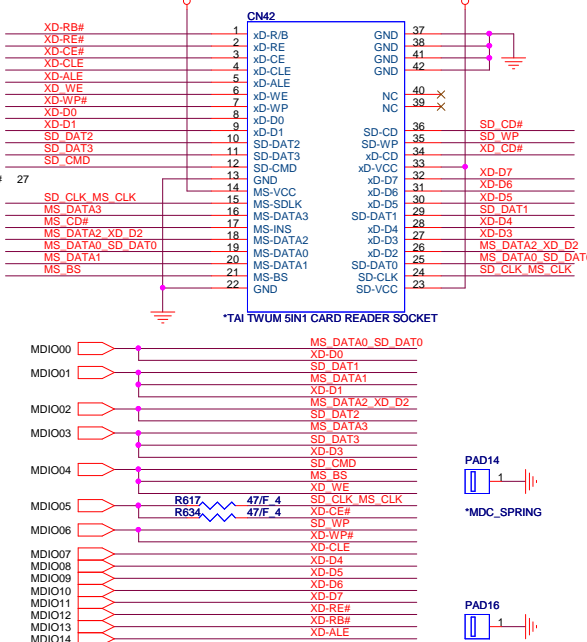 CN42
XD-RB# 1 xD-R/B GND 37
XD-RE# 2 xD-RE GND 38
XD-CE# 3 xD-CE GND 41
XD-CLE 4 xD-CLE GND 42
XD-ALE 5 xD-ALE
XD_WE 6 xD-WE NC 40
XD-WP# 7 xD-WP NC 39
XD-D0 8 xD-D0
XD-D1 9 xD-D1 SD-CD 36 SD_CD#
SD_DAT2 10 SD-DAT2 SD-WP 35 SD_WP
SD_DAT3 11 SD-DAT3 xD-CD 34 XD_CD#
SD_CMD 12 SD-CMD xD-VCC 33
# 27 13 GND xD-D7 32 XD-D7
14 MS-VCC xD-D6 31 XD-D6
SD_CLK_MS_CLK 15 MS-SDLK xD-D5 30 XD-D5
MS_DATA3 16 MS-DATA3 SD-DAT1 29 SD_DAT1
MS_CD# 17 MS-INS xD-D4 28 XD-D4
MS_DATA2_XD_D2 18 MS-DATA2 xD-D3 27 XD-D3
MS_DATA0_SD_DAT0 19 MS-DATA0 xD-D2 26 MS_DATA2_XD_D2
MS_DATA1 20 MS-DATA1 SD-DAT0 25 MS_DATA0_SD_DAT0
MS_BS 21 MS-BS SD-CLK 24 SD_CLK_MS_CLK
22 GND SD-VCC 23
*TAI TWUM 5IN1 CARD READER SOCKET
MDIO00 MS_DATA0_SD_DAT0
XD-D0
MDIO01 SD_DAT1
MS_DATA1
XD-D1
MDIO02 MS_DATA2_XD_D2
SD_DAT2
MDIO03 MS_DATA3
SD_DAT3
XD-D3
MDIO04 SD_CMD
MS_BS
XD_WE
MDIO05 R617 47/F_4 SD_CLK_MS_CLK
R634 47/F_4 XD-CE#
MDIO06 SD_WP
XD-WP#
MDIO07 XD-CLE
MDIO08 XD-D4
MDIO09 XD-D5
MDIO10 XD-D6
MDIO11 XD-D7
MDIO12 XD-RE#
MDIO13 XD-RB#
MDIO14 XD-ALE
PAD14
1
*MDC_SPRING
PAD16
1